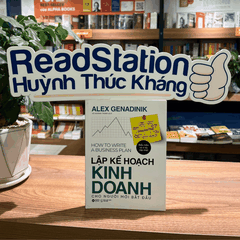 ReadStation
Huỳnh Thúc Kháng
ALEX GENADINIK
HOW TO WRITE
A BUSINESS PLAN
LẬP KẾ HOẠCH
KINH
DOANH
CHO NGƯỜI MỚI BẮT ĐẦU